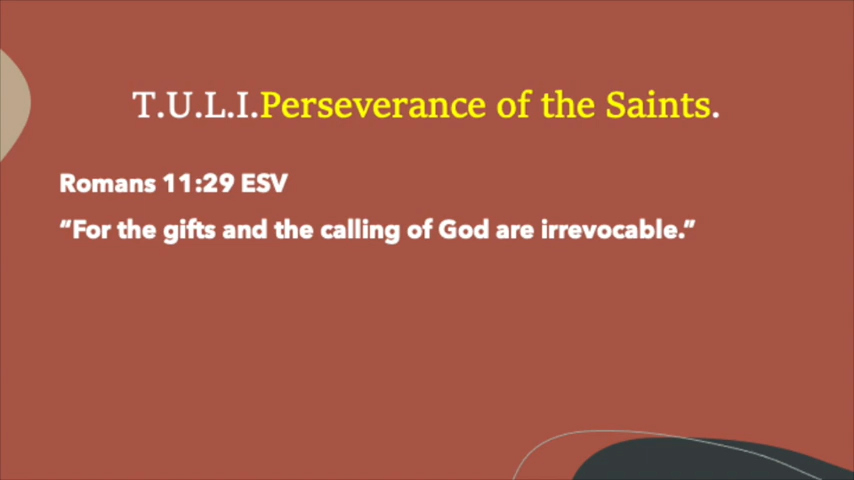 T.U.L.I.Perseverance of the Saints.
Romans 11:29 ESV
“For the gifts and the calling of God are irrevocable.”